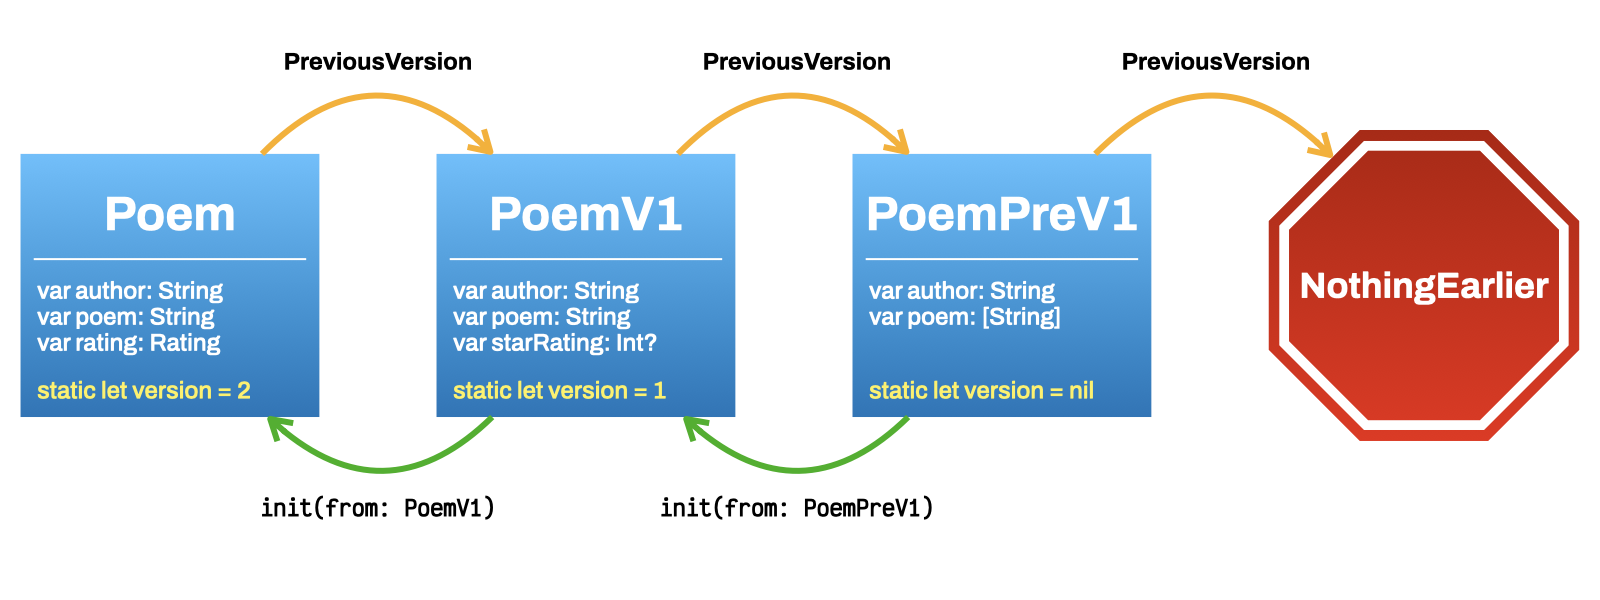 PreviousVersion
PreviousVersion
PreviousVersion
Poem
var author: String
var poem: String
var rating: Rating
static let version = 2
PoemV1
var author: String
var poem: String
var starRating: Int?
static let version = 1
PoemPreV1
var author: String
var poem: [String]
static let version = nil
NothingEarlier
init(from: PoemV1)
init(from: PoemPreV1)